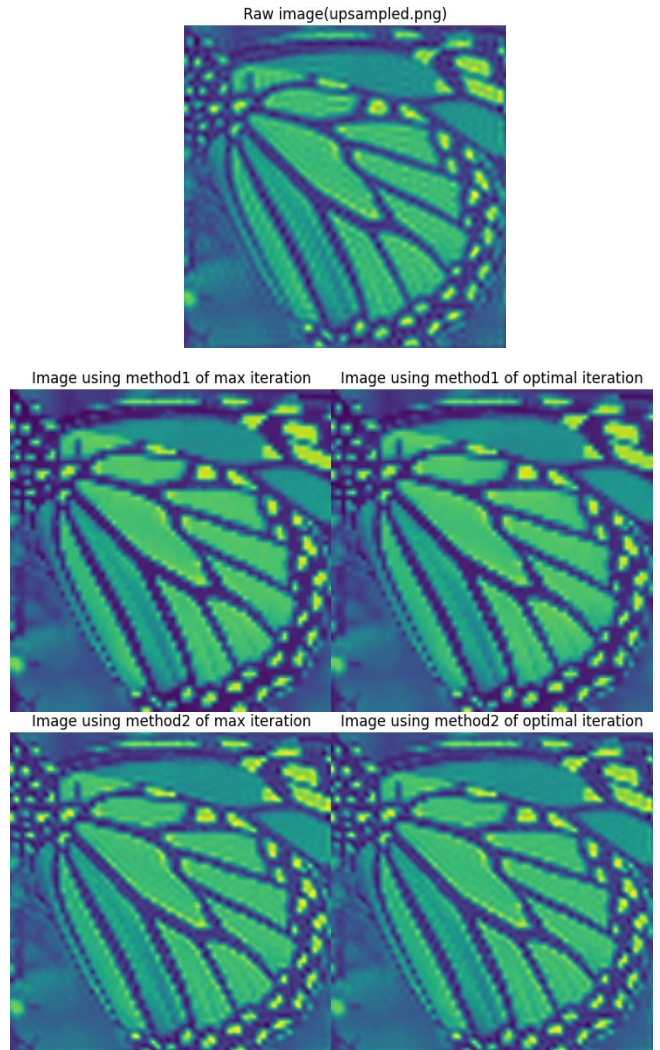 Raw image(upsampled.png)
Image using method1 of max iteration
Image using method1 of optimal iteration
Image using method2 of max iteration
Image using method2 of optimal iteration